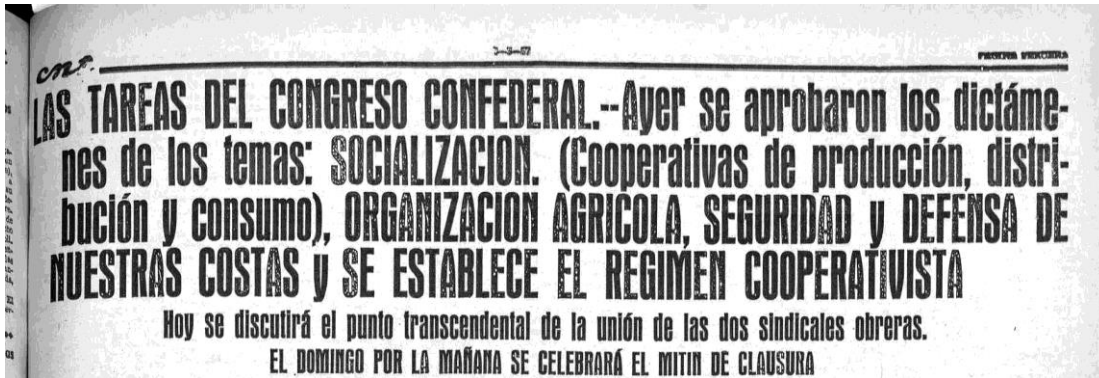 CNT.
PAGINA TERCERA
LAS TAREAS DEL CONGRESO CONFEDERAL.--Ayer se aprobaron los dictáme-
nes de los temas: SOCIALIZACION. (Cooperativas de producción, distri-
bución y consumo), ORGANIZACION AGRICOLA, SEGURIDAD y DEFENSA DE
NUESTRAS COSTAS y SE ESTABLECE EL REGIMEN COOPERATIVISTA
Hoy se discutirá el punto transcendental de la unión de las dos sindicales obreras.
EL DOMINGO POR LA MAÑANA SE CELEBRARÁ EL MITIN DE CLAUSURA